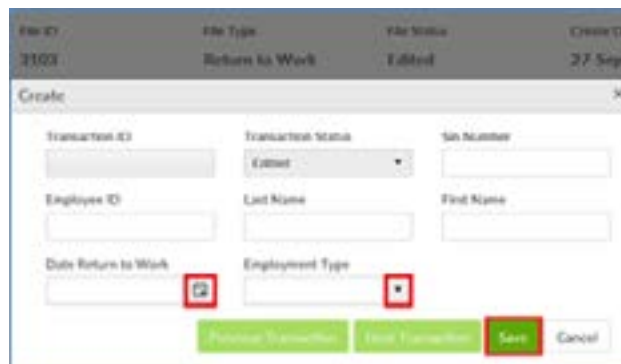 File ID File Type File Status Create D
3103 Return to Work Edited 27 Sep
Create
Transaction ID Transaction Status Sin Number
Edited
Employee ID Last Name First Name
Date Return to Work Employment Type
Previous Transaction Next Transaction Save Cancel